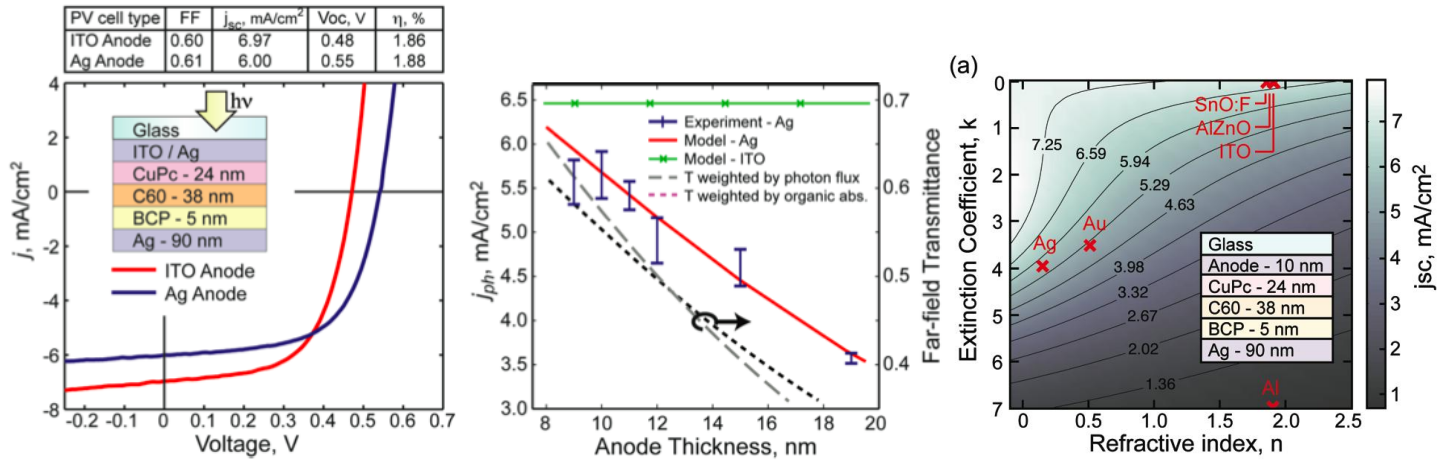 PV cell type FF jsc, mA/cm² Voc, V η, %
ITO Anode 0.60 6.97 0.48 1.86
Ag Anode 0.61 6.00 0.55 1.88
4
2
0
-2
-4
-6
-8
j, mA/cm²
hν
Glass
ITO / Ag
CuPc - 24 nm
C60 - 38 nm
BCP - 5 nm
Ag - 90 nm
ITO Anode
Ag Anode
-0.2 -0.1 0 0.1 0.2 0.3 0.4 0.5 0.6 0.7
Voltage, V
6.5
6.0
5.5
5.0
4.5
4.0
3.5
3.0
jph, mA/cm²
Experiment - Ag
Model - Ag
Model - ITO
T weighted by photon flux
T weighted by organic abs.
0.7
0.6
0.5
0.4
Far-field Transmittance
8 10 12 14 16 18 20
Anode Thickness, nm
(a)
0
1
2
3
4
5
6
7
Extinction Coefficient, k
SnO:F
AlZnO
ITO
7.25
6.59
5.94
5.29
4.63
Ag
Au
3.98
3.32
2.67
2.02
1.36
Al
Glass
Anode - 10 nm
CuPc - 24 nm
C60 - 38 nm
BCP - 5 nm
Ag - 90 nm
0 0.5 1.0 1.5 2.0 2.5
Refractive index, n
7
6
5
4
3
2
1
jsc, mA/cm²